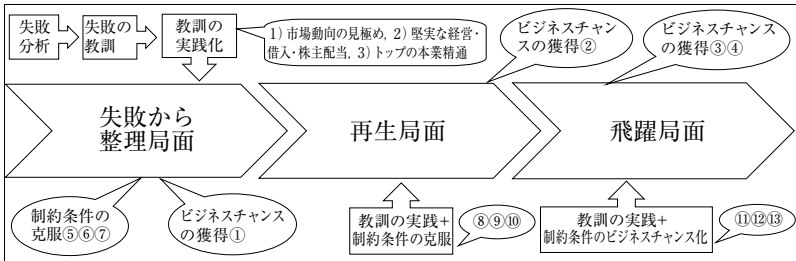 失敗
分析
失敗の
教訓
教訓の
実践化
1）市場動向の見極め，2）堅実な経営・
借入・株主配当，3）トップの本業精通
ビジネスチャン
スの獲得②
ビジネスチャンス
の獲得③④
失敗から
整理局面
再生局面
飛躍局面
制約条件の
克服⑤⑥⑦
ビジネスチャンス
の獲得①
教訓の実践＋
制約条件の克服
⑧⑨⑩
教訓の実践＋
制約条件のビジネスチャンス化
⑪⑫⑬